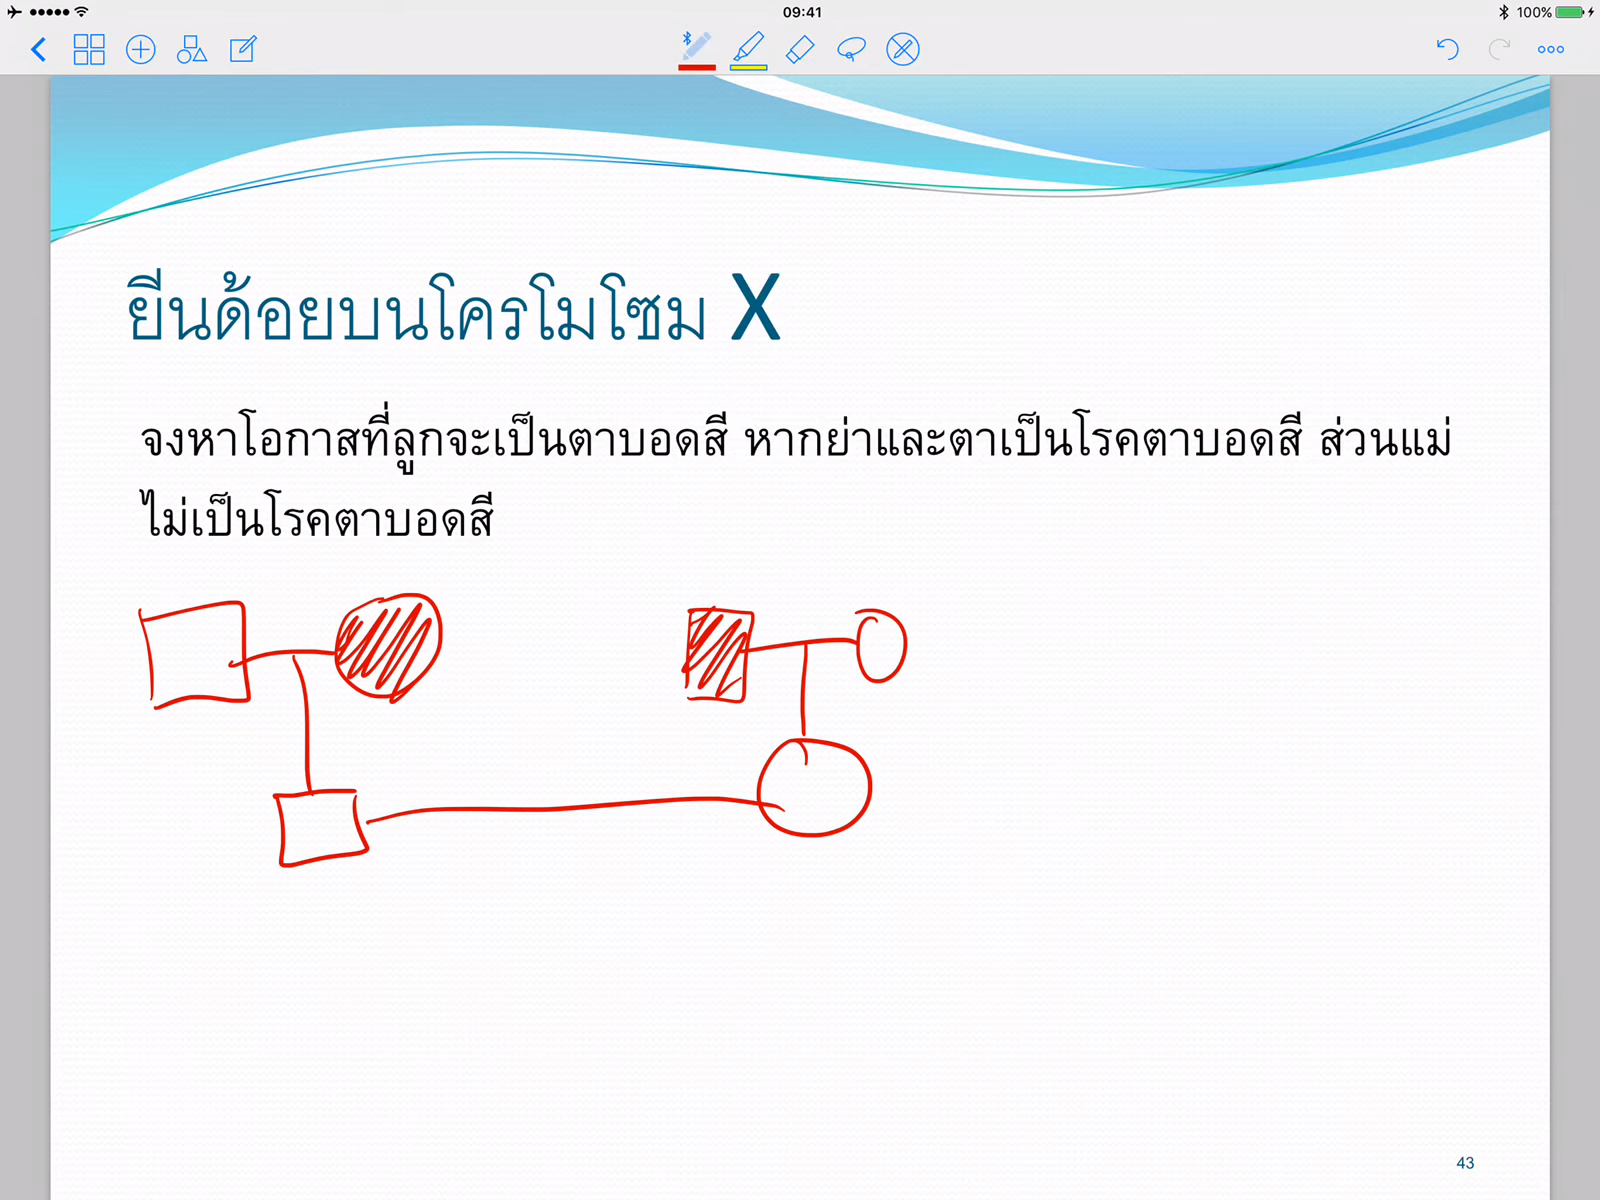 09:41
100%
ยีนด้อยบนโครโมโซม X
จงหาโอกาสที่ลูกจะเป็นตาบอดสี หากย่าและตาเป็นโรคตาบอดสี ส่วนแม่
ไม่เป็นโรคตาบอดสี
43